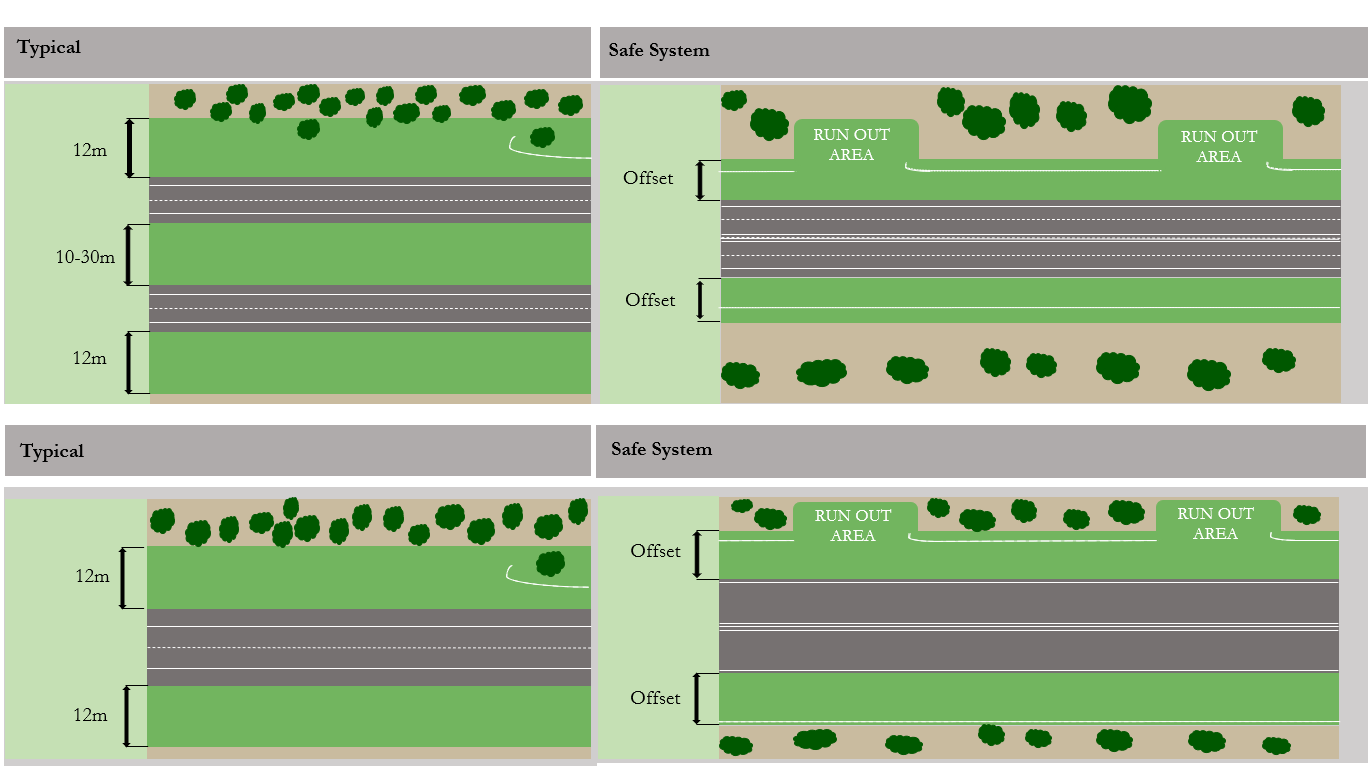 Typical
Safe System
12m
10-30m
12m
RUN OUT
AREA
RUN OUT
AREA
Offset
Offset
Typical
Safe System
12m
12m
RUN OUT
AREA
RUN OUT
AREA
Offset
Offset